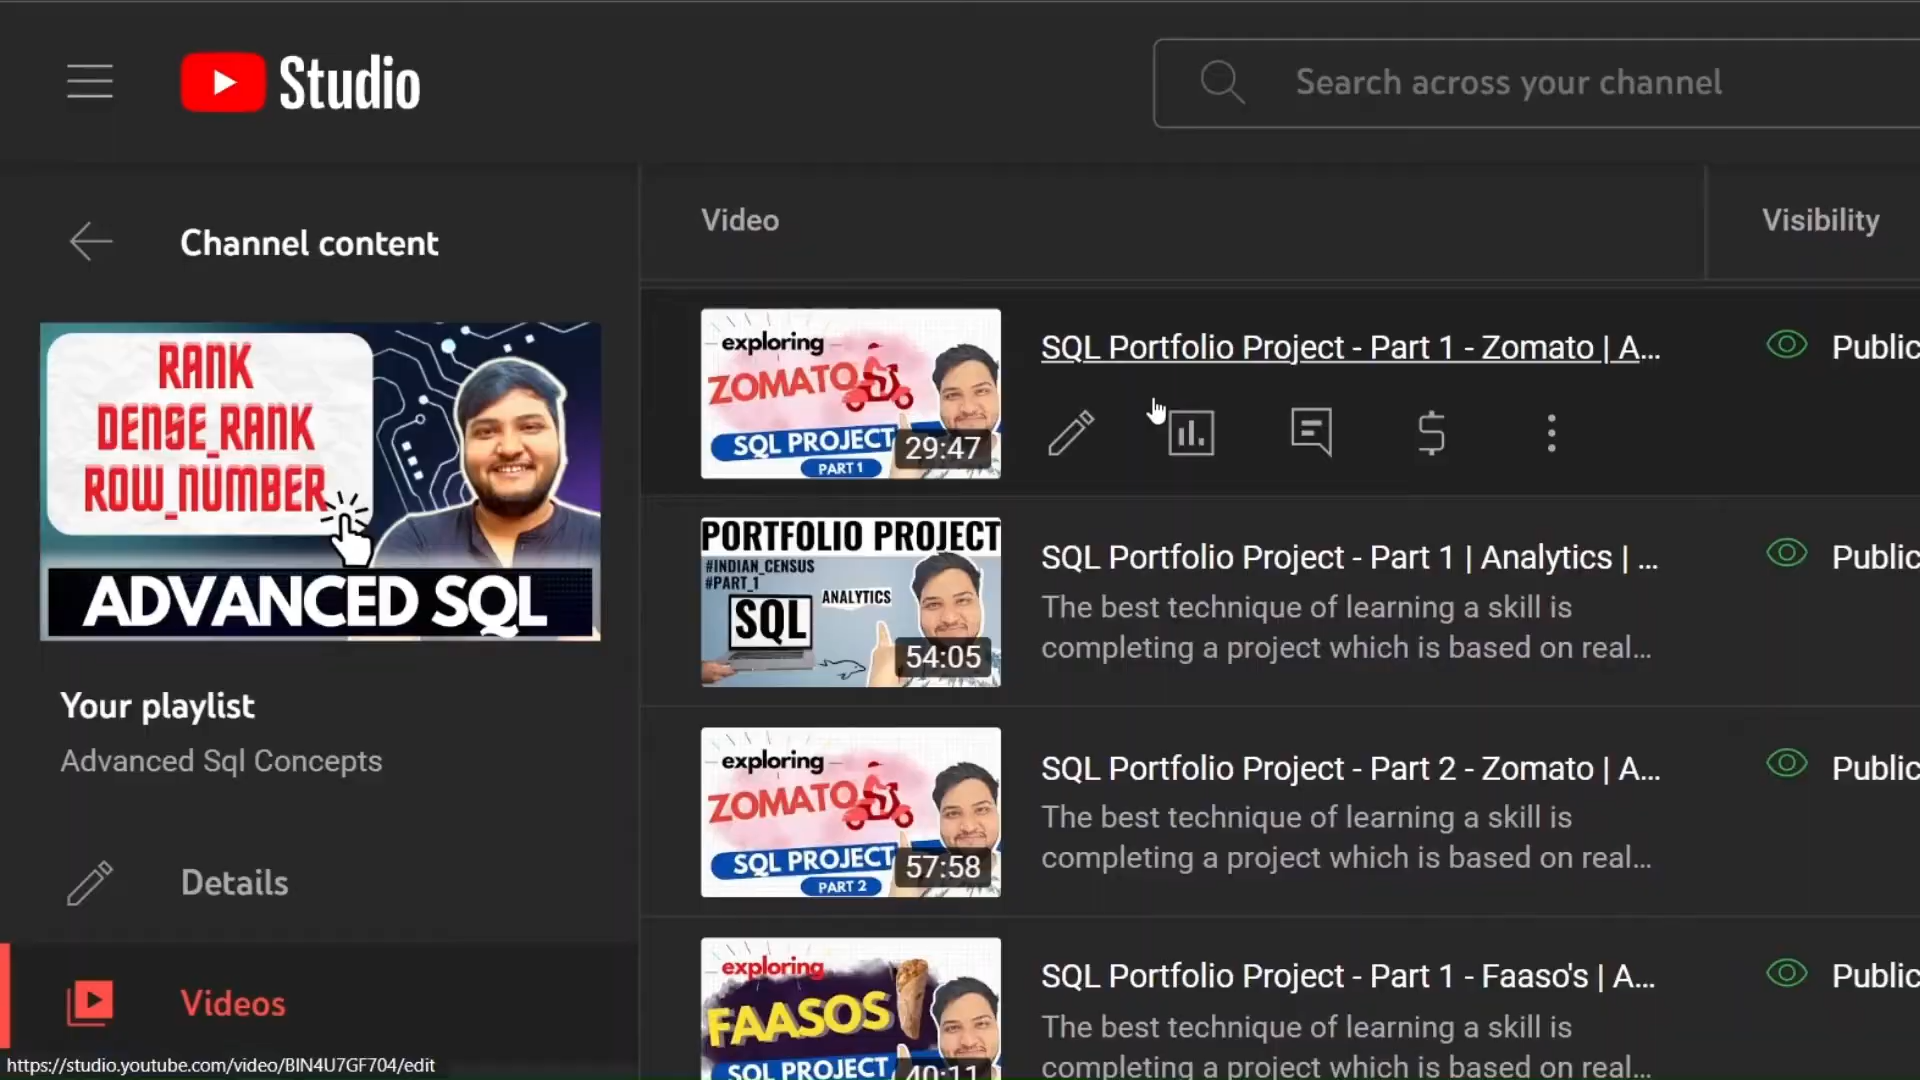 Studio
Search across your channel
Channel content
RANK
DENSE_RANK
ROW_NUMBER
ADVANCED SQL
Your playlist
Advanced Sql Concepts
Details
Videos
https://studio.youtube.com/video/BIN4U7GF704/edit
Video
Visibility
exploring
ZOMATO
SQL PROJECT
PART 1
29:47
SQL Portfolio Project - Part 1 - Zomato | A...
Public
PORTFOLIO PROJECT
#INDIAN_CENSUS
#PART_1
ANALYTICS
SQL
54:05
SQL Portfolio Project - Part 1 | Analytics | ...
The best technique of learning a skill is
completing a project which is based on real...
Public
exploring
ZOMATO
SQL PROJECT
PART 2
57:58
SQL Portfolio Project - Part 2 - Zomato | A...
The best technique of learning a skill is
completing a project which is based on real...
Public
exploring
FAASOS
SQL PROJECT
40:11
SQL Portfolio Project - Part 1 - Faaso's | A...
The best technique of learning a skill is
completing a project which is based on real...
Public